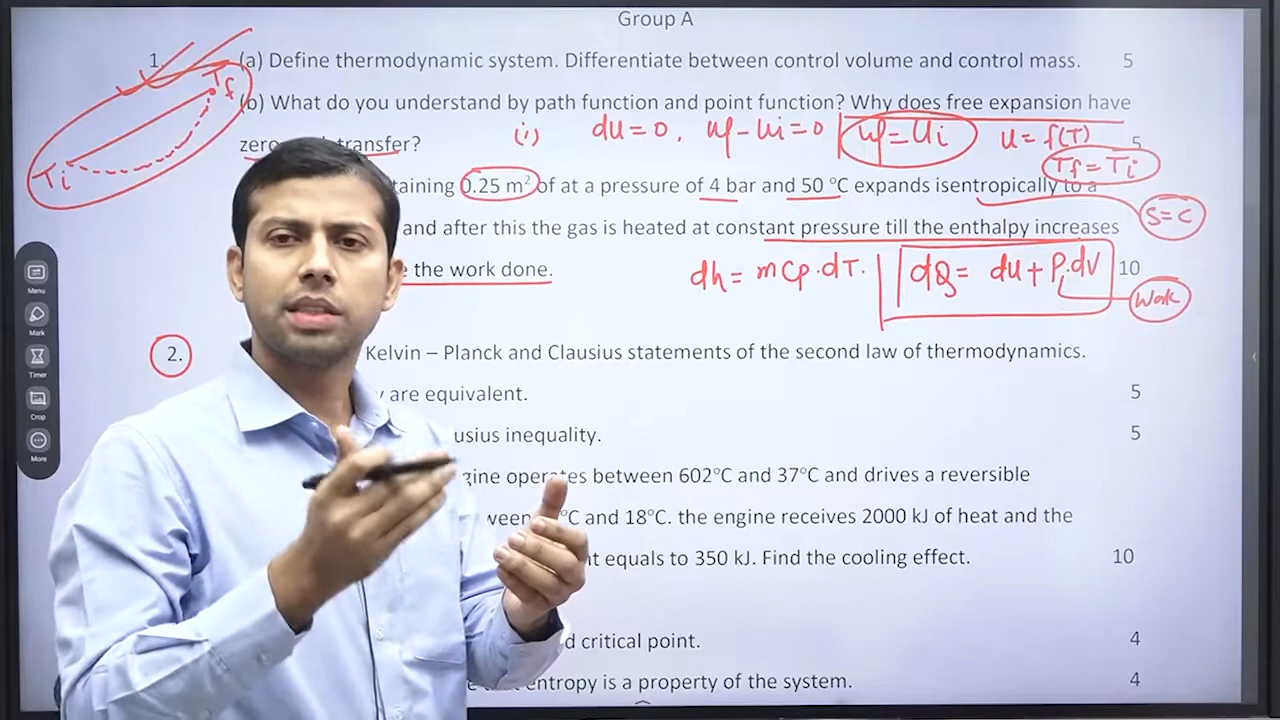 Group A
1. (a) Define thermodynamic system. Differentiate between control volume and control mass. 5
(b) What do you understand by path function and point function? Why does free expansion have
zero transfer? 5
(i) du = 0, uf - ui = 0 uf = ui u = f(T)
Tf = Ti
Tf
Ti
taining 0.25 m² of at a pressure of 4 bar and 50 °C expands isentropically to a
S = C
and after this the gas is heated at constant pressure till the enthalpy increases
the work done. 10
dh = mCp.dT. dQ = du + P.dV
Work
2. Kelvin – Planck and Clausius statements of the second law of thermodynamics.
are equivalent. 5
usius inequality. 5
gine operates between 602°C and 37°C and drives a reversible
ween °C and 18°C. the engine receives 2000 kJ of heat and the
t equals to 350 kJ. Find the cooling effect. 10
d critical point. 4
entropy is a property of the system. 4
Menu
Mark
Timer
Crop
More